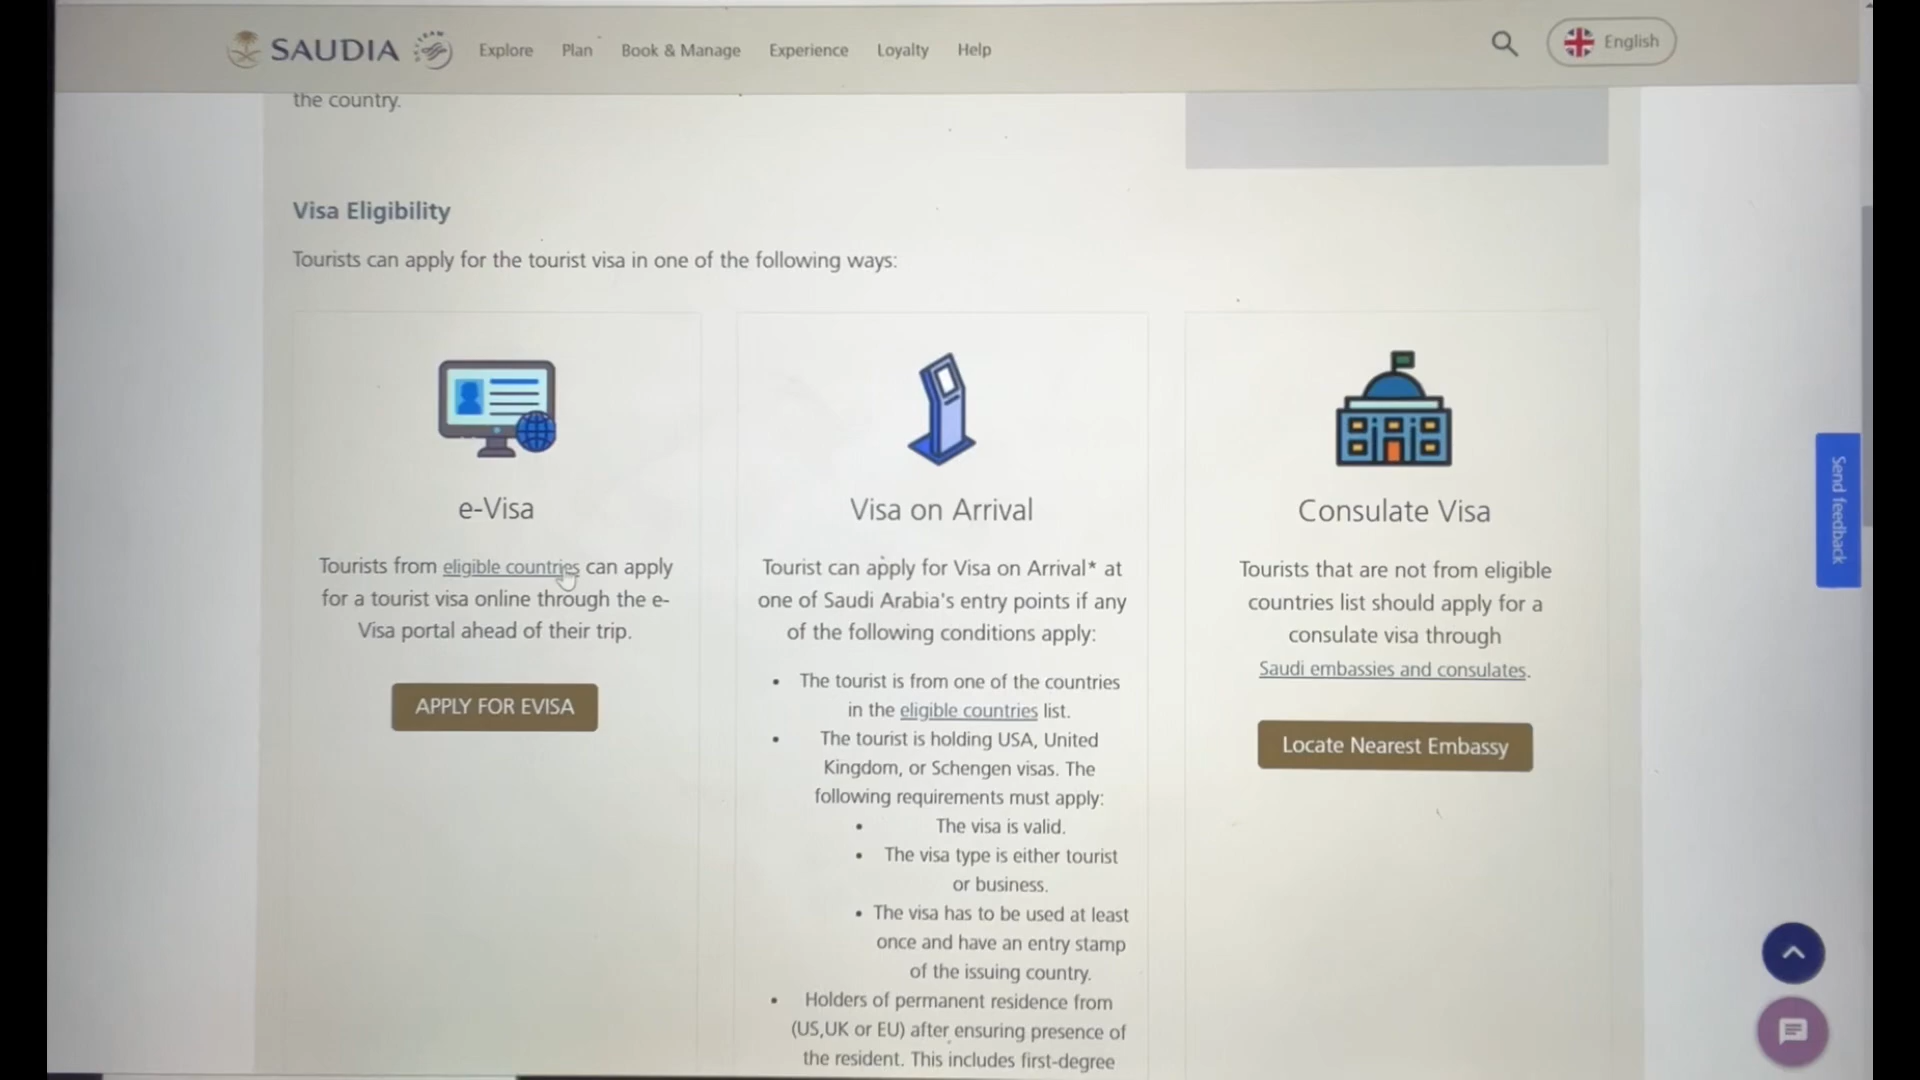 SAUDIA Explore Plan Book & Manage Experience Loyalty Help English
the country.
Visa Eligibility
Tourists can apply for the tourist visa in one of the following ways:
e-Visa
Tourists from eligible countries can apply
for a tourist visa online through the e-
Visa portal ahead of their trip.
APPLY FOR EVISA
Visa on Arrival
Tourist can apply for Visa on Arrival* at
one of Saudi Arabia's entry points if any
of the following conditions apply:
• The tourist is from one of the countries
in the eligible countries list.
• The tourist is holding USA, United
Kingdom, or Schengen visas. The
following requirements must apply:
• The visa is valid.
• The visa type is either tourist
or business.
• The visa has to be used at least
once and have an entry stamp
of the issuing country.
• Holders of permanent residence from
(US,UK or EU) after ensuring presence of
the resident. This includes first-degree
Consulate Visa
Tourists that are not from eligible
countries list should apply for a
consulate visa through
Saudi embassies and consulates.
Locate Nearest Embassy
Send feedback